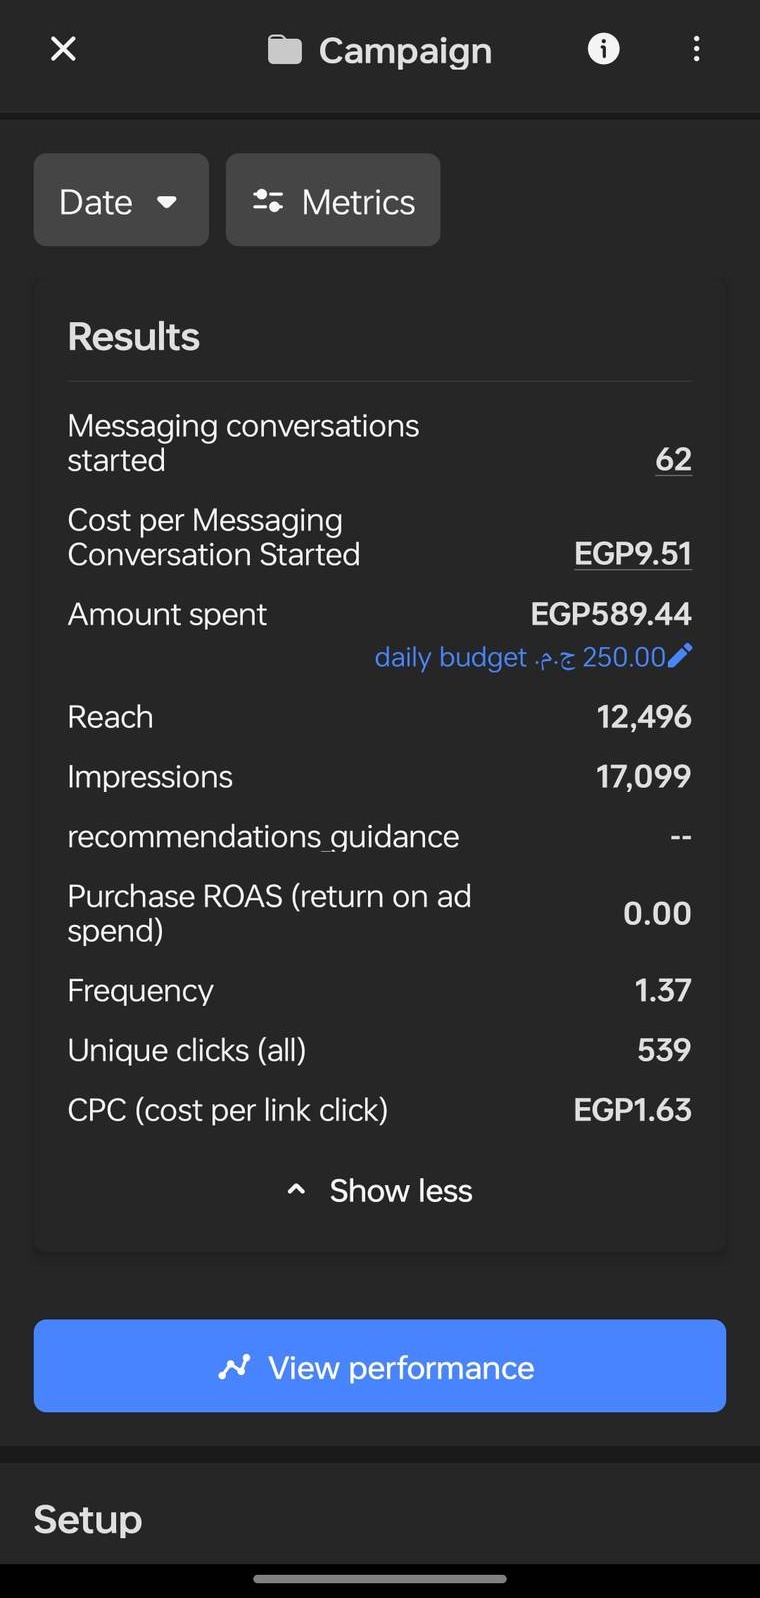 Campaign
Date
Metrics
Results
Messaging conversations
started
62
Cost per Messaging
Conversation Started
EGP9.51
Amount spent
EGP589.44
daily budget ج.م.‏ 250.00
Reach
12,496
Impressions
17,099
recommendations_guidance
--
Purchase ROAS (return on ad
spend)
0.00
Frequency
1.37
Unique clicks (all)
539
CPC (cost per link click)
EGP1.63
Show less
View performance
Setup